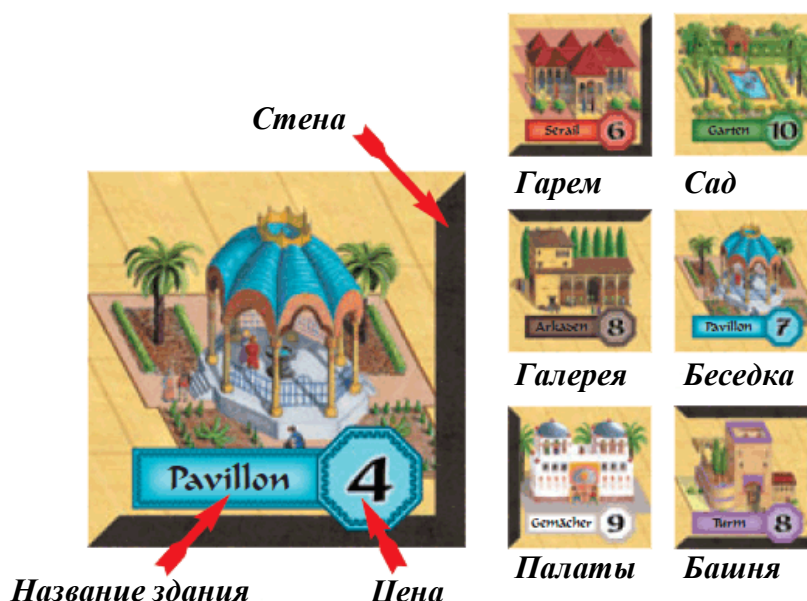 Стена
Pavillon 4
Название здания
Цена
Serail 6
Garten 10
Гарем
Сад
Arkaden 8
Pavillon 7
Галерея
Беседка
Gemächer 9
Turm 8
Палаты
Башня